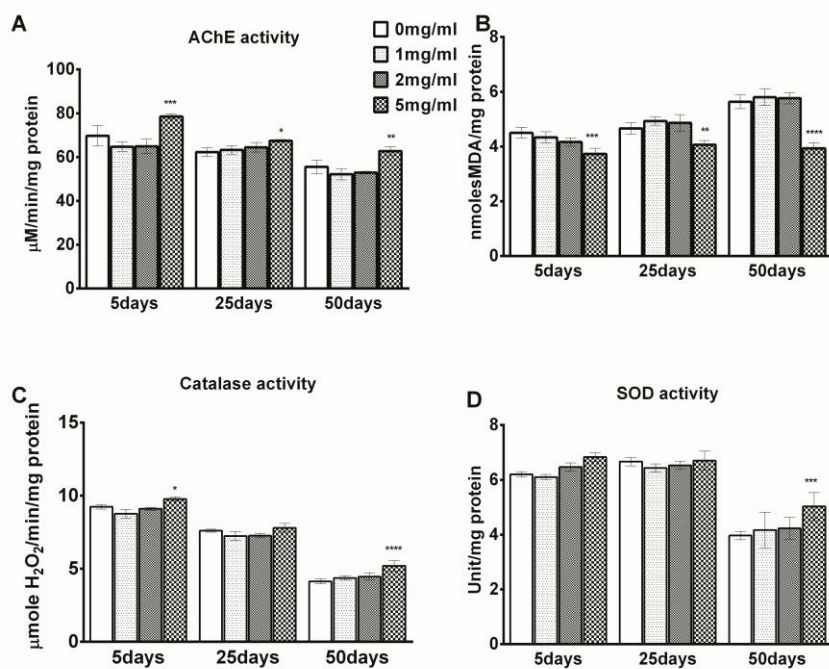 A
AChE activity
0mg/ml
1mg/ml
2mg/ml
5mg/ml
μM/min/mg protein
100
80
60
40
20
0
***
*
**
5days
25days
50days
B
nmolesMDA/mg protein
8
6
4
2
0
***
**
****
5days
25days
50days
C
Catalase activity
μmole H₂O₂/min/mg protein
15
10
5
0
*
****
5days
25days
50days
D
SOD activity
Unit/mg protein
8
6
4
2
0
***
5days
25days
50days